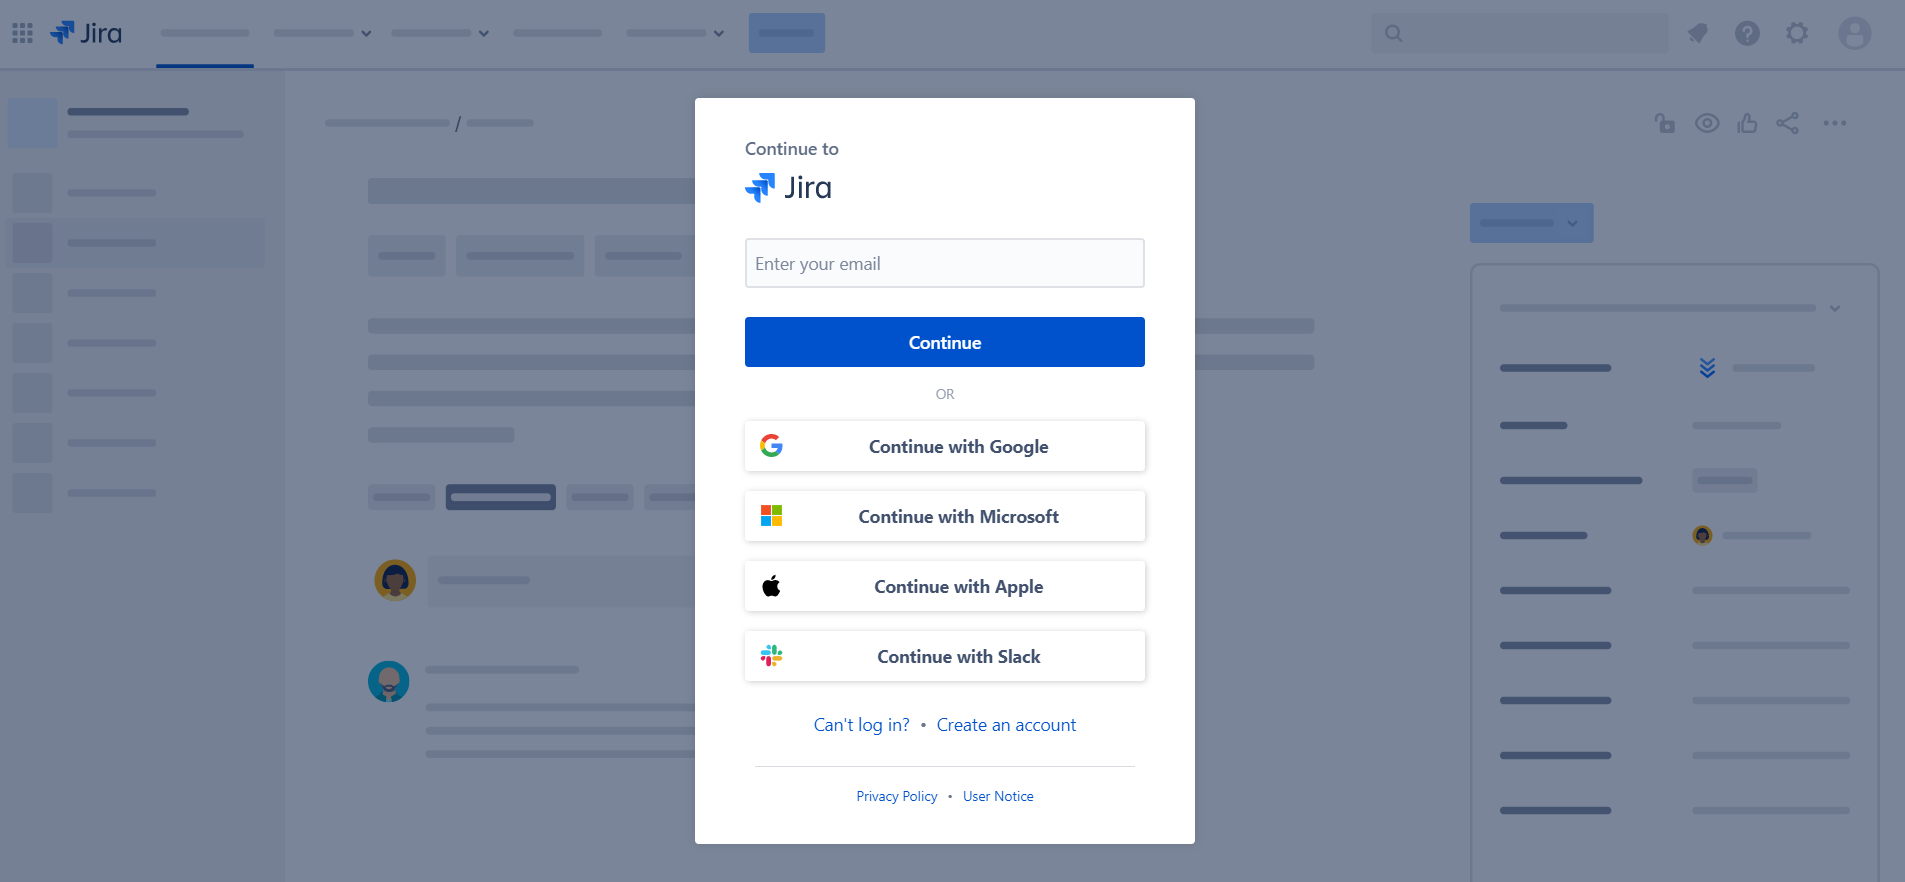 Jira
/
Continue to
Jira
Enter your email
Continue
OR
Continue with Google
Continue with Microsoft
Continue with Apple
Continue with Slack
Can't log in? • Create an account
Privacy Policy • User Notice